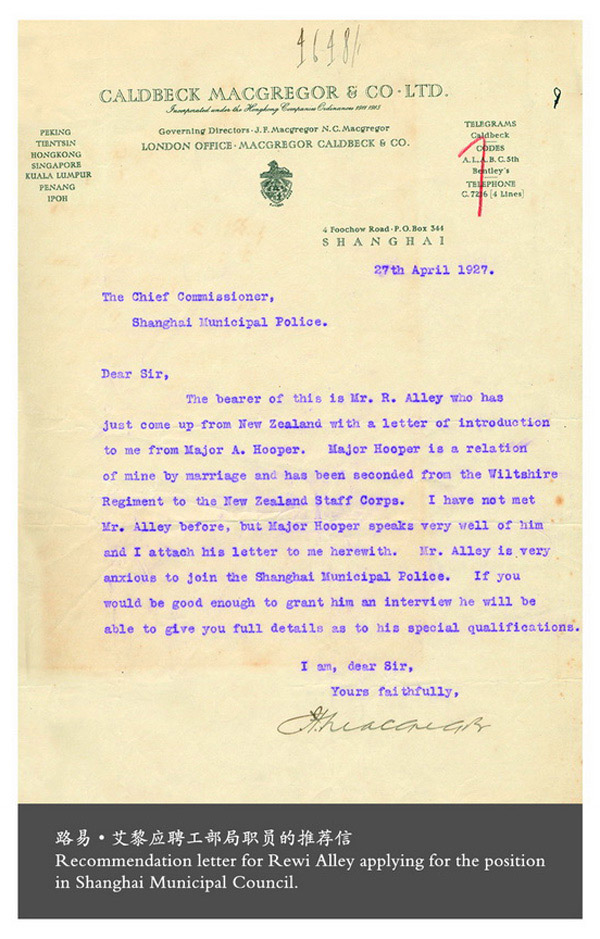 CALDBECK MACGREGOR & CO · LTD.
Incorporated under the Hongkong Companies Ordinances 1911 1915
Governing Directors · J. F. Macgregor N. C. Macgregor
LONDON OFFICE · MACGREGOR CALDBECK & CO.
PEKING
TIENTSIN
HONGKONG
SINGAPORE
KUALA LUMPUR
PENANG
IPOH
TELEGRAMS
Caldbeck
CODES
A.I., A.B.C. 5th
Bentley's
TELEPHONE
(4 Lines)
4 Foochow Road · P.O. Box 344
SHANGHAI
27th April 1927.
The Chief Commissioner,
Shanghai Municipal Police.
Dear Sir,
The bearer of this is Mr. R. Alley who has
just come up from New Zealand with a letter of introduction
to me from Major A. Hooper. Major Hooper is a relation
of mine by marriage and has been seconded from the Wiltshire
Regiment to the New Zealand Staff Corps. I have not met
Mr. Alley before, but Major Hooper speaks very well of him
and I attach his letter to me herewith. Mr. Alley is very
anxious to join the Shanghai Municipal Police. If you
would be good enough to grant him an interview he will be
able to give you full details as to his special qualifications.
I am, dear Sir,
Yours faithfully,
路易·艾黎应聘工部局职员的推荐信
Recommendation letter for Rewi Alley applying for the position
in Shanghai Municipal Council.